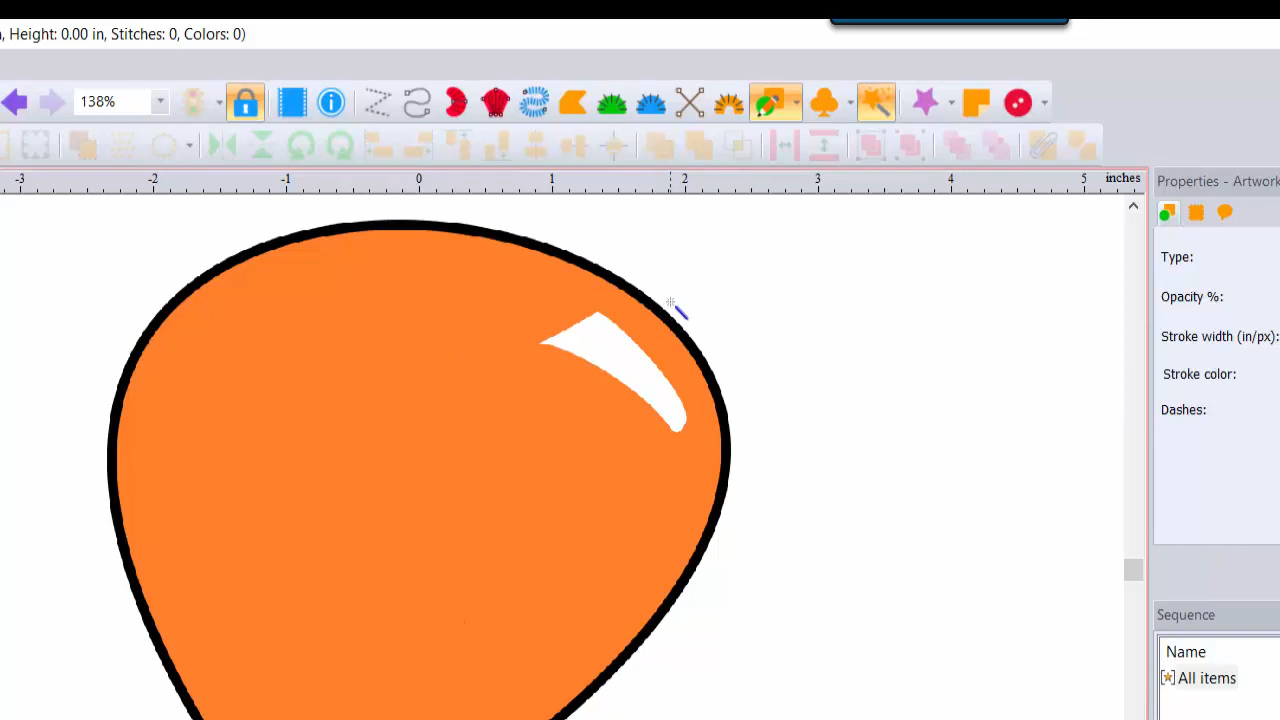 , Height: 0.00 in, Stitches: 0, Colors: 0)
138%
-3 -2 -1 0 1 2 3 4 5 inches
Properties - Artwork
Type:
Opacity %:
Stroke width (in/px):
Stroke color:
Dashes:
Sequence
Name
All items